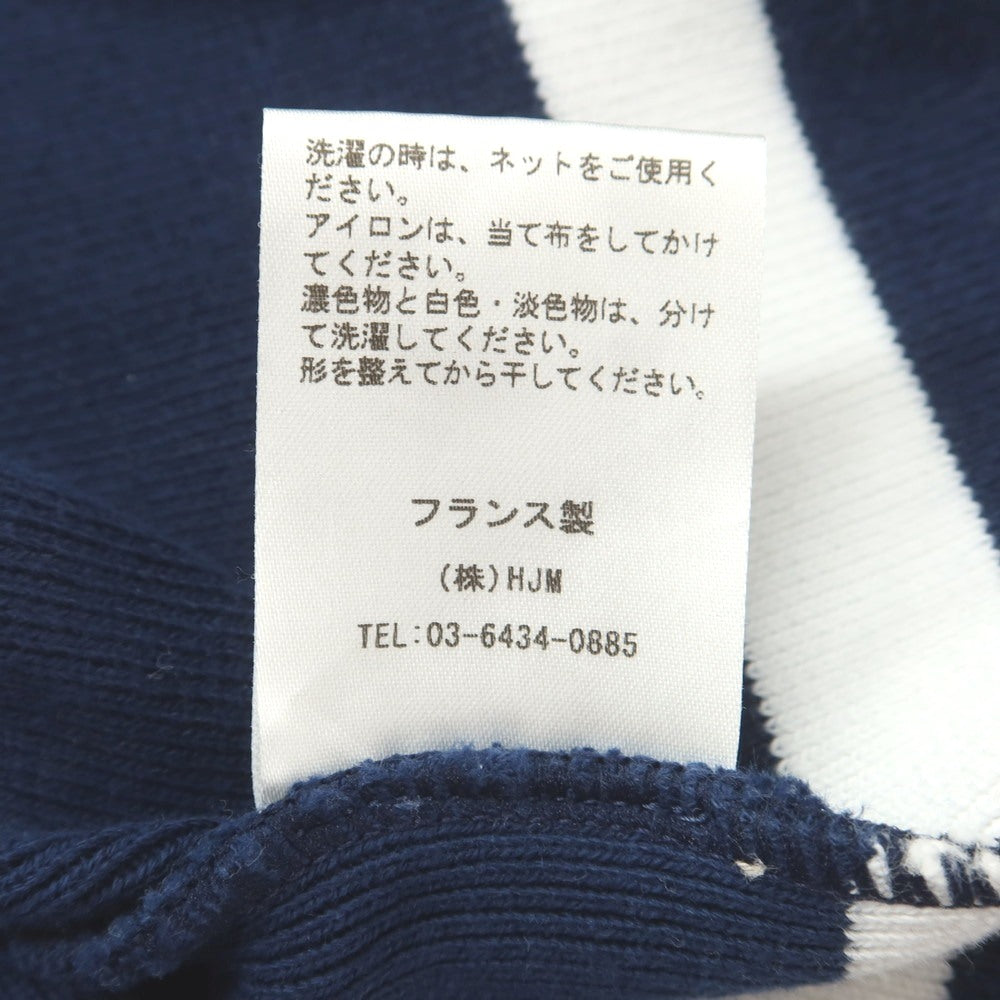 洗濯の時は、ネットをご使用く
ださい。
アイロンは、当て布をしてかけ
てください。
濃色物と白色・淡色物は、分け
て洗濯してください。
形を整えてから干してください。
フランス製
(株)HJM
TEL:03-6434-0885